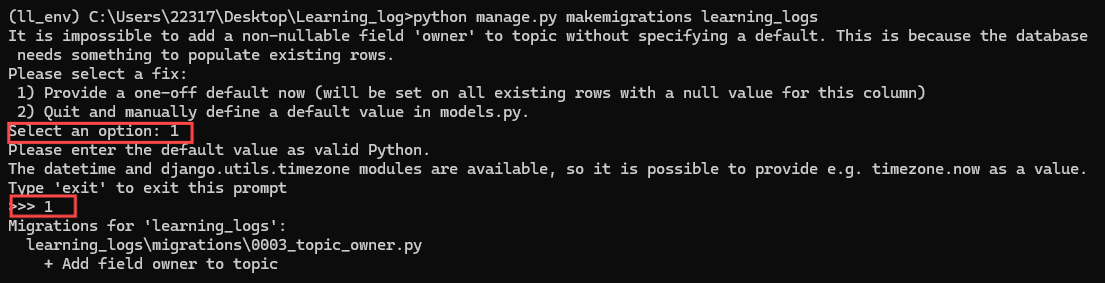 (ll_env) C:\Users\22317\Desktop\Learning_log>python manage.py makemigrations learning_logs
It is impossible to add a non-nullable field 'owner' to topic without specifying a default. This is because the database
 needs something to populate existing rows.
Please select a fix:
 1) Provide a one-off default now (will be set on all existing rows with a null value for this column)
 2) Quit and manually define a default value in models.py.
Select an option: 1
Please enter the default value as valid Python.
The datetime and django.utils.timezone modules are available, so it is possible to provide e.g. timezone.now as a value.
Type 'exit' to exit this prompt
>>> 1
Migrations for 'learning_logs':
  learning_logs\migrations\0003_topic_owner.py
    + Add field owner to topic